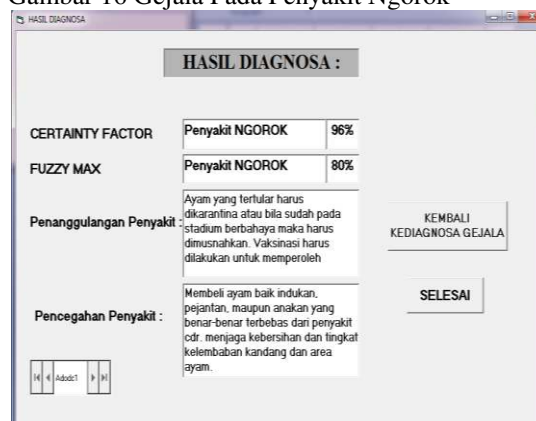 Gambar 16 Gejala Pada Penyakit Ngorok
HASIL DIAGNOSA
HASIL DIAGNOSA :
CERTAINTY FACTOR
Penyakit NGOROK
96%
FUZZY MAX
Penyakit NGOROK
80%
Penanggulangan Penyakit :
Ayam yang tertular harus
dikarantina atau bila sudah pada
stadium berbahaya maka harus
dimusnahkan. Vaksinasi harus
dilakukan untuk memperoleh
KEMBALI
KEDIAGNOSA GEJALA
Pencegahan Penyakit :
Membeli ayam baik indukan,
pejantan, maupun anakan yang
benar-benar terbebas dari penyakit
cdr. menjaga kebersihan dan tingkat
kelembaban kandang dan area
ayam.
SELESAI
Adodc1